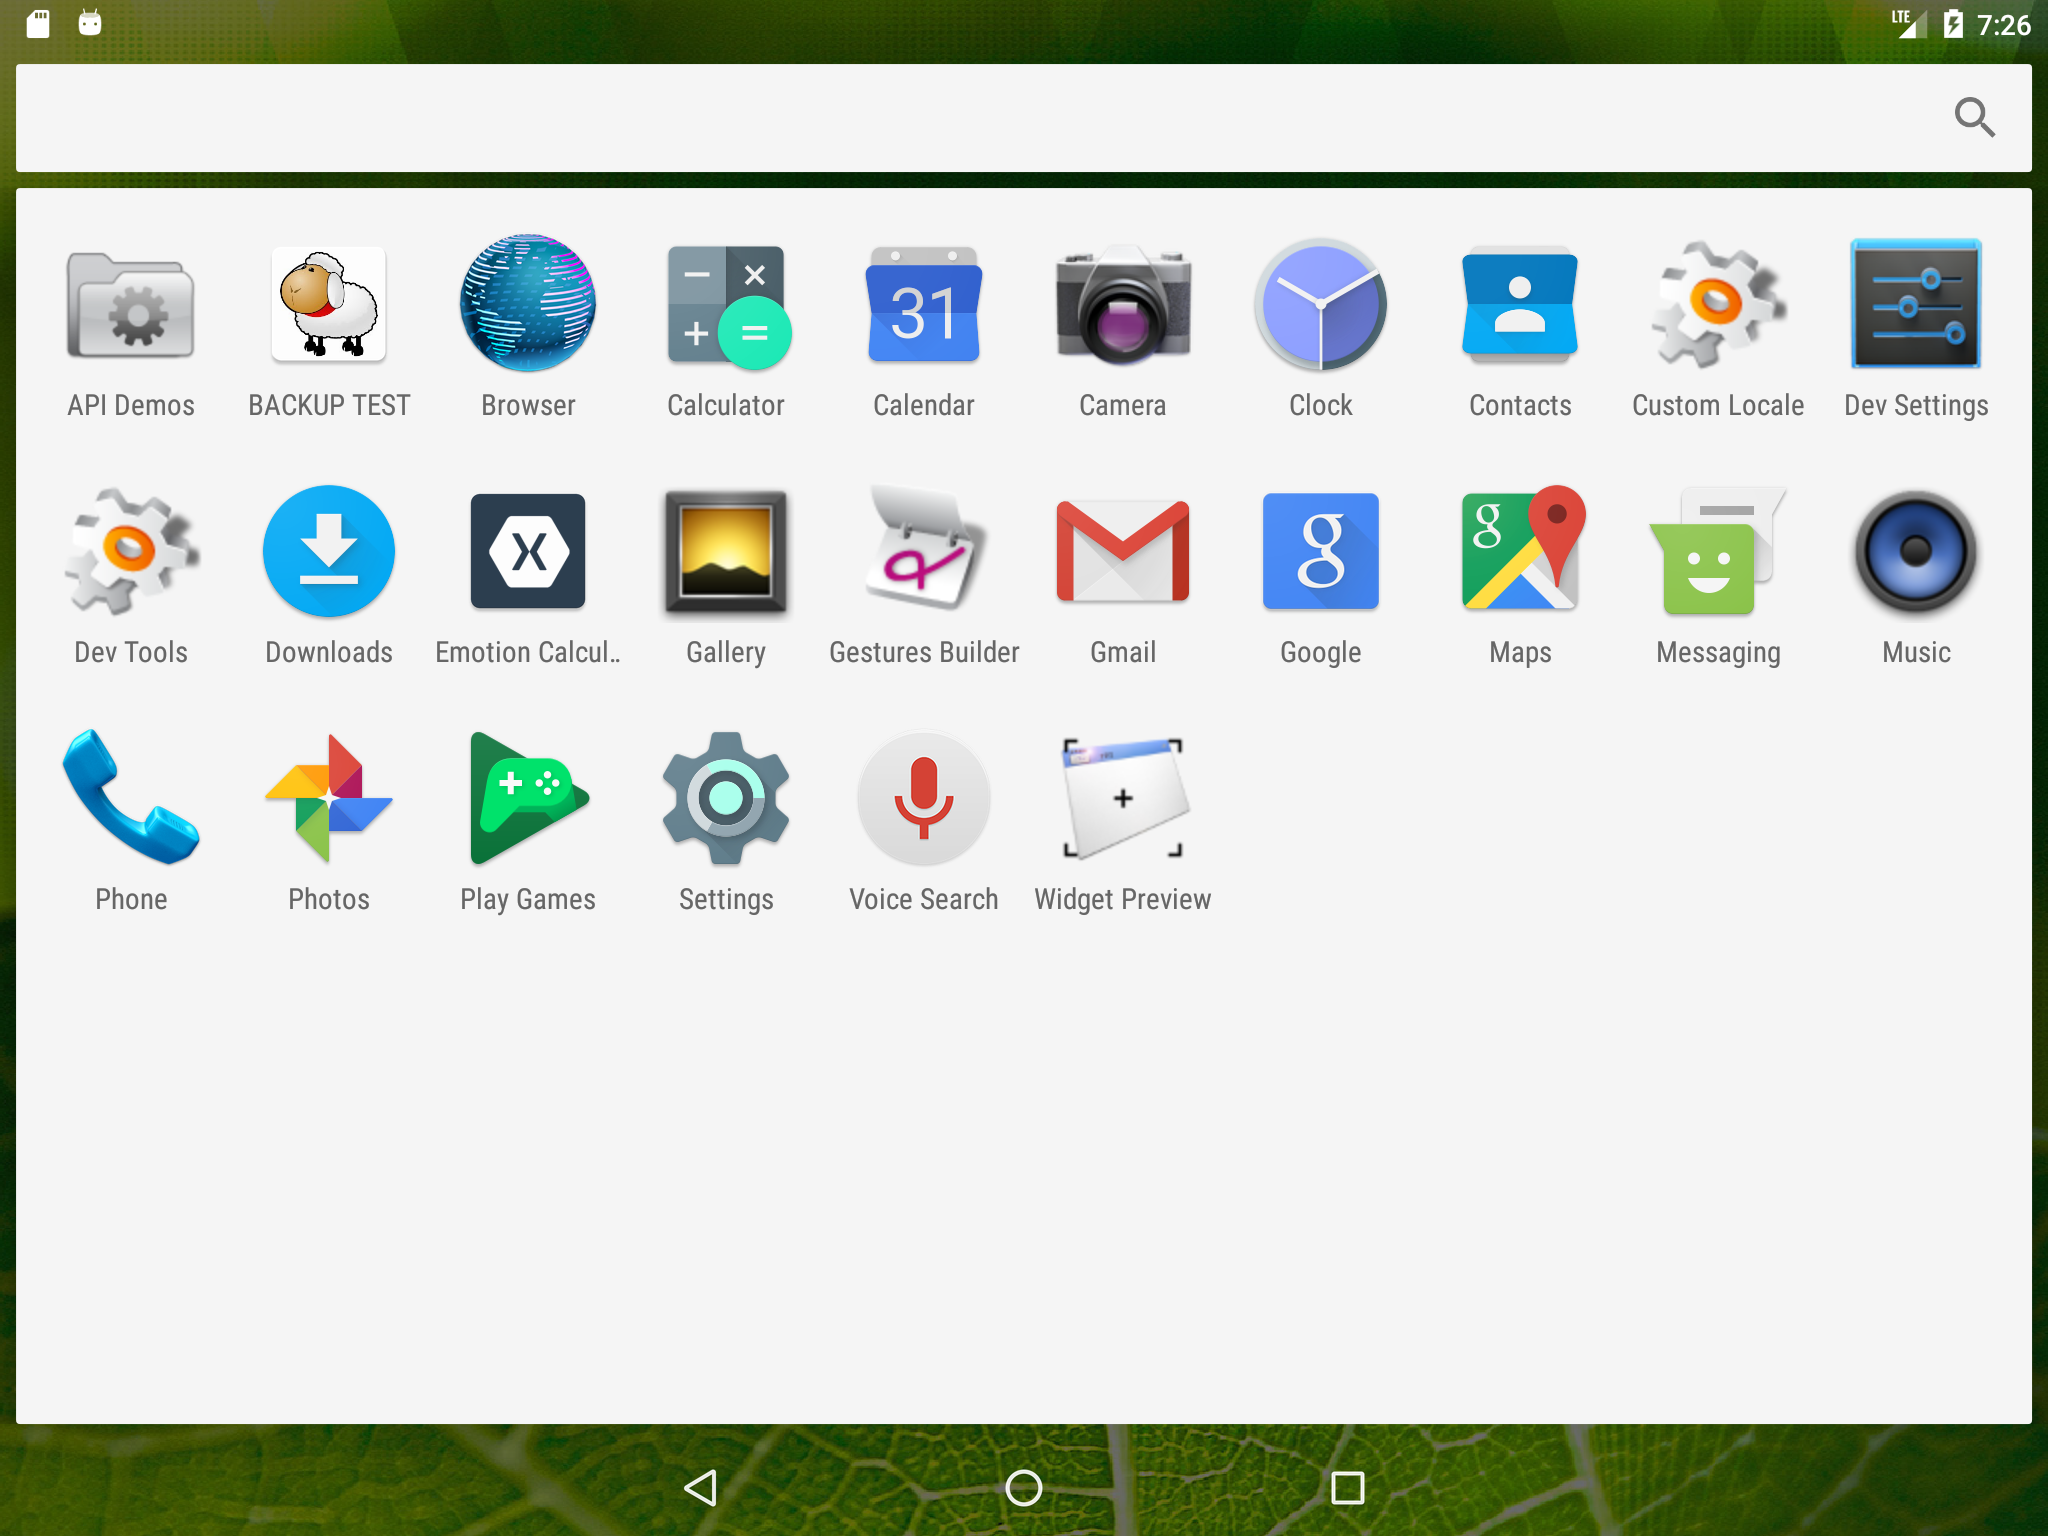 LTE 7:26
API Demos BACKUP TEST Browser Calculator Calendar Camera Clock Contacts Custom Locale Dev Settings
31
Dev Tools Downloads Emotion Calcul.. Gallery Gestures Builder Gmail Google Maps Messaging Music
X g g
Phone Photos Play Games Settings Voice Search Widget Preview